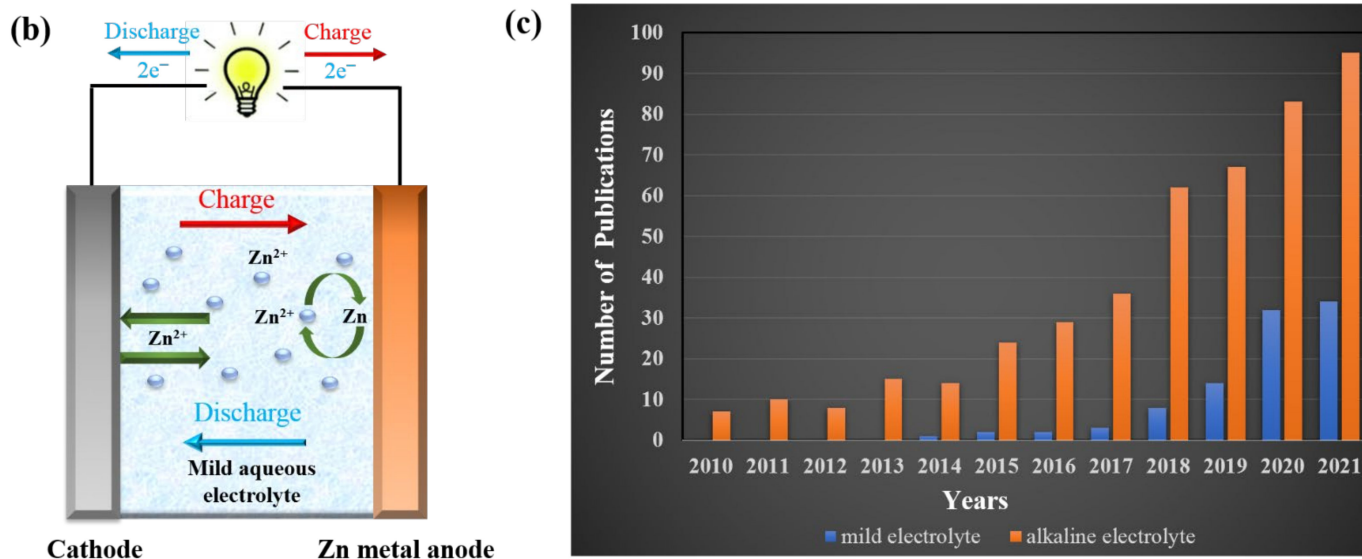 (b)
Discharge
Charge
2e⁻
2e⁻
Charge
Zn²⁺
Zn²⁺
Zn
Zn²⁺
Discharge
Mild aqueous
electrolyte
Cathode
Zn metal anode
(c)
Number of Publications
100
90
80
70
60
50
40
30
20
10
0
2010 2011 2012 2013 2014 2015 2016 2017 2018 2019 2020 2021
Years
mild electrolyte alkaline electrolyte